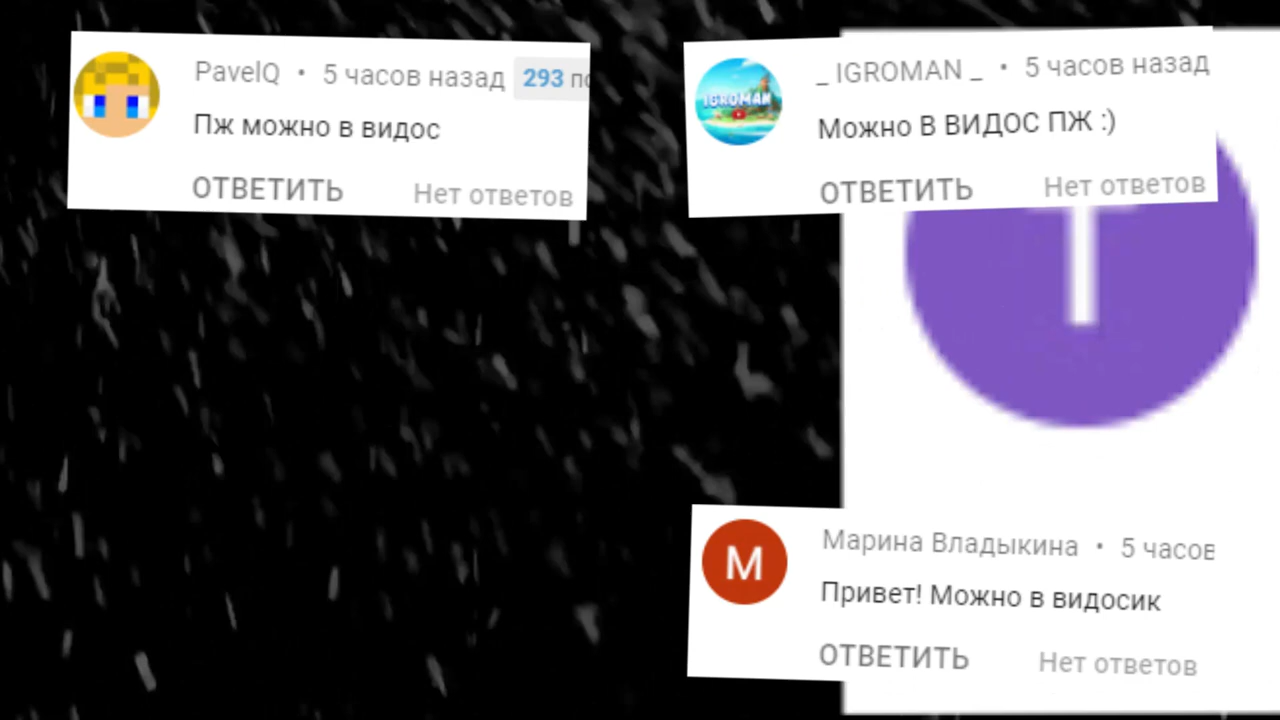 PavelQ • 5 часов назад 293
Пж можно в видос
ОТВЕТИТЬ Нет ответов
IGROMAN
_ IGROMAN _ • 5 часов назад
Можно В ВИДОС ПЖ :)
ОТВЕТИТЬ Нет ответов
М
Марина Владыкина • 5 часов
Привет! Можно в видосик
ОТВЕТИТЬ Нет ответов